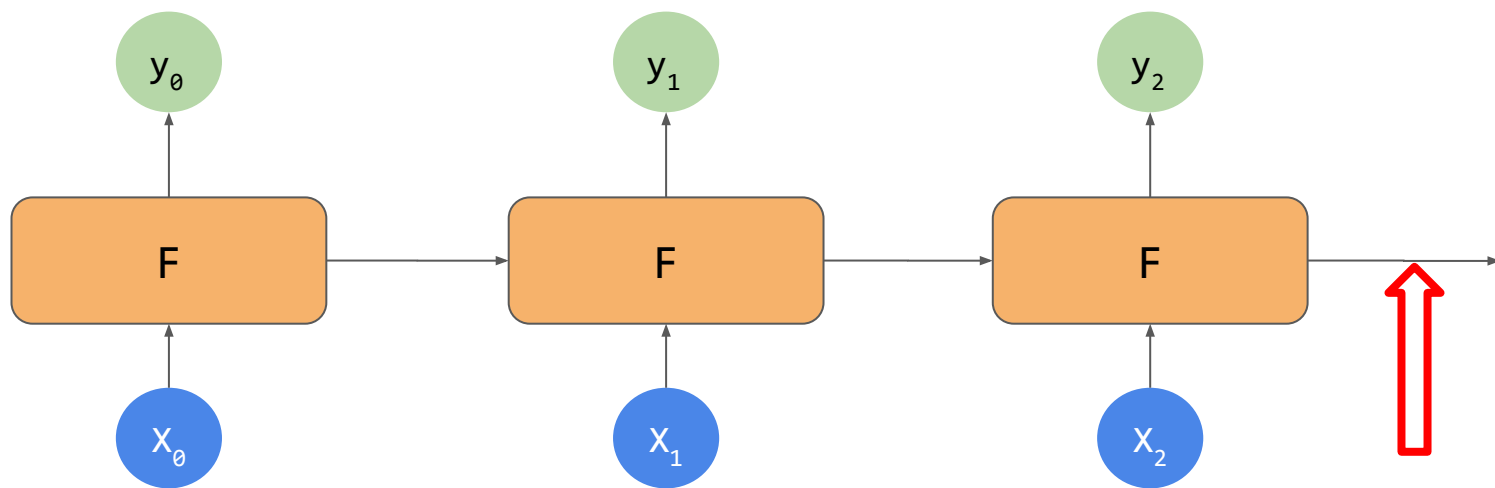 y₀ y₁ y₂
F F F
X₀ X₁ X₂